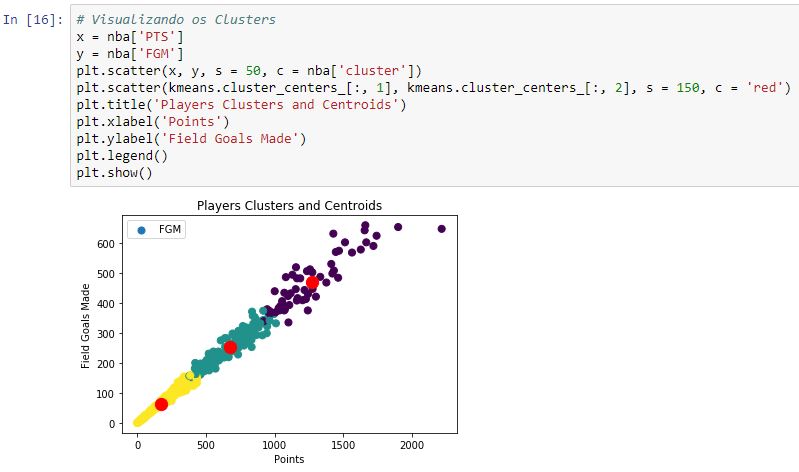 In [16]: # Visualizando os Clusters
x = nba['PTS']
y = nba['FGM']
plt.scatter(x, y, s = 50, c = nba['cluster'])
plt.scatter(kmeans.cluster_centers_[:, 1], kmeans.cluster_centers_[:, 2], s = 150, c = 'red')
plt.title('Players Clusters and Centroids')
plt.xlabel('Points')
plt.ylabel('Field Goals Made')
plt.legend()
plt.show()
Players Clusters and Centroids
FGM
600
500
400
300
200
100
0
Field Goals Made
0 500 1000 1500 2000
Points